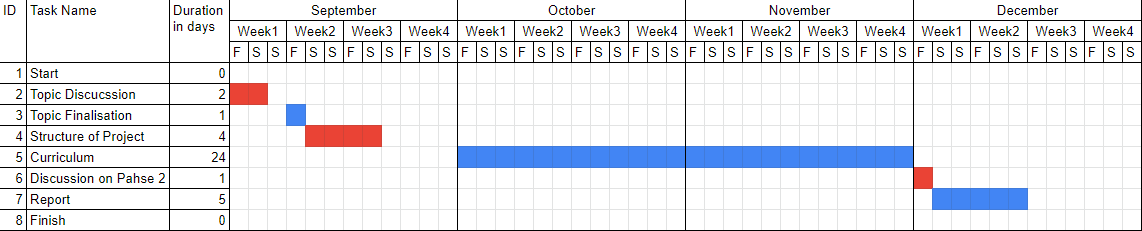 ID Task Name Duration in days September October November December
Week1 Week2 Week3 Week4 Week1 Week2 Week3 Week4 Week1 Week2 Week3 Week4 Week1 Week2 Week3 Week4
F S S F S S F S S F S S F S S F S S F S S F S S F S S F S S F S S F S S F S S F S S F S S F S S
1 Start 0
2 Topic Discucssion 2
3 Topic Finalisation 1
4 Structure of Project 4
5 Curriculum 24
6 Discussion on Pahse 2 1
7 Report 5
8 Finish 0